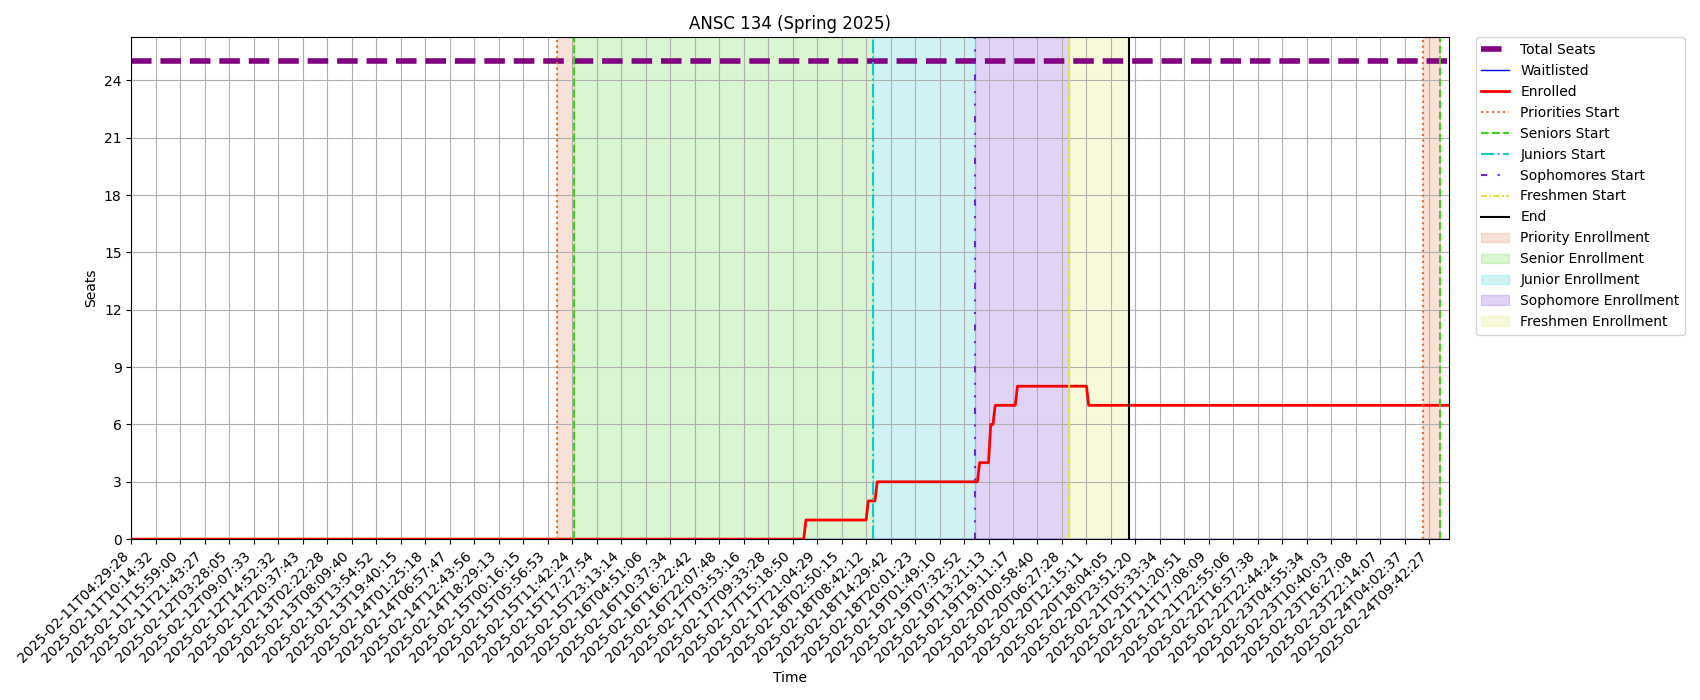 ANSC 134 (Spring 2025)
Seats
24
21
18
15
12
9
6
3
0
2025-02-11T04:29:28
2025-02-11T10:14:32
2025-02-11T15:59:00
2025-02-11T21:43:27
2025-02-12T03:28:05
2025-02-12T09:07:33
2025-02-12T14:52:32
2025-02-12T20:37:43
2025-02-13T02:22:28
2025-02-13T08:09:40
2025-02-13T13:54:52
2025-02-13T19:40:15
2025-02-14T01:25:18
2025-02-14T06:57:47
2025-02-14T12:43:56
2025-02-14T18:29:13
2025-02-15T00:16:15
2025-02-15T05:56:53
2025-02-15T11:42:24
2025-02-15T17:27:54
2025-02-15T23:13:14
2025-02-16T04:51:06
2025-02-16T10:37:34
2025-02-16T16:22:42
2025-02-16T22:07:48
2025-02-17T03:53:16
2025-02-17T09:33:28
2025-02-17T15:18:50
2025-02-17T21:04:29
2025-02-18T02:50:15
2025-02-18T08:42:12
2025-02-18T14:29:42
2025-02-18T20:01:23
2025-02-19T01:49:10
2025-02-19T07:32:52
2025-02-19T13:21:13
2025-02-19T19:11:17
2025-02-20T00:58:40
2025-02-20T06:27:28
2025-02-20T12:15:11
2025-02-20T18:04:05
2025-02-20T23:51:20
2025-02-21T05:33:34
2025-02-21T11:20:51
2025-02-21T17:08:09
2025-02-21T22:55:06
2025-02-22T16:57:38
2025-02-22T22:44:24
2025-02-23T04:55:34
2025-02-23T10:40:03
2025-02-23T16:27:08
2025-02-23T22:14:07
2025-02-24T04:02:37
2025-02-24T09:42:27
Time
Total Seats
Waitlisted
Enrolled
Priorities Start
Seniors Start
Juniors Start
Sophomores Start
Freshmen Start
End
Priority Enrollment
Senior Enrollment
Junior Enrollment
Sophomore Enrollment
Freshmen Enrollment